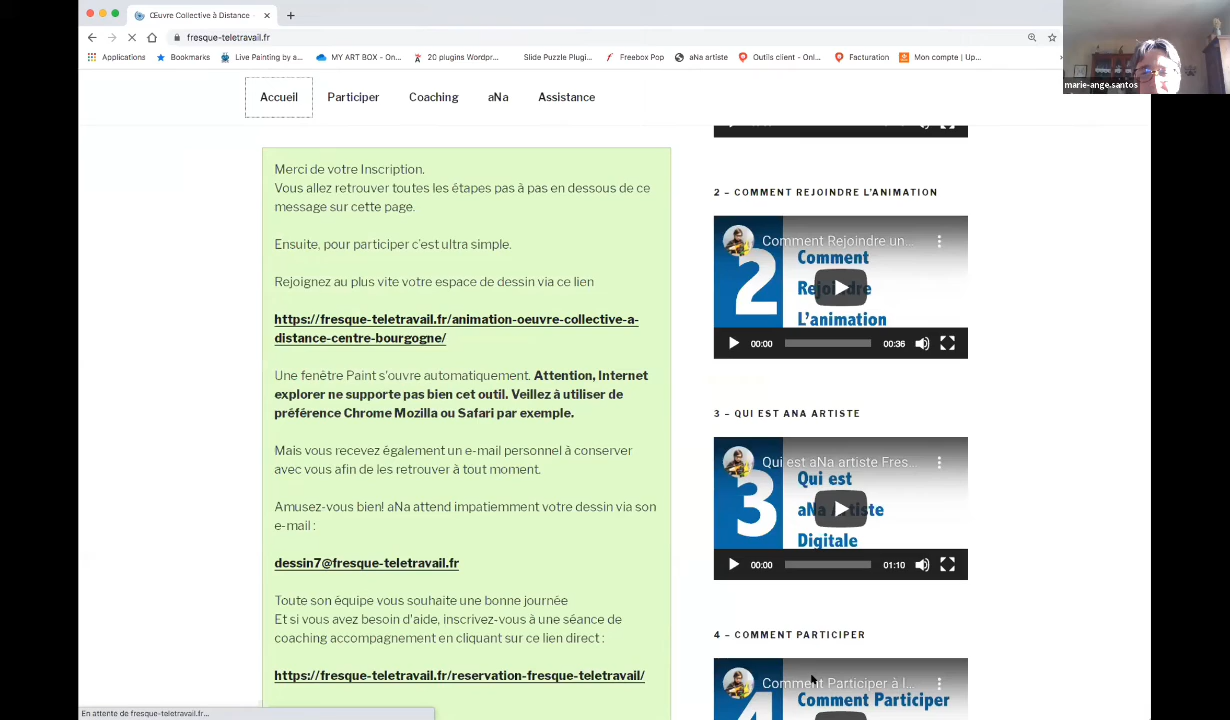 Œuvre Collective à Distance
fresque-teletravail.fr
Applications
Bookmarks
Live Painting by a...
MY ART BOX - On...
20 plugins Wordpr...
Slide Puzzle Plugi...
Freebox Pop
aNa artiste
Outils client - Onl...
Facturation
Mon compte | Up...
marie-ange.santos
Accueil
Participer
Coaching
aNa
Assistance
Merci de votre Inscription.
Vous allez retrouver toutes les étapes pas à pas en dessous de ce
message sur cette page.
Ensuite, pour participer c'est ultra simple.
Rejoignez au plus vite votre espace de dessin via ce lien
https://fresque-teletravail.fr/animation-oeuvre-collective-a-
distance-centre-bourgogne/
Une fenêtre Paint s'ouvre automatiquement. Attention, Internet
explorer ne supporte pas bien cet outil. Veillez à utiliser de
préférence Chrome Mozilla ou Safari par exemple.
Mais vous recevez également un e-mail personnel à conserver
avec vous afin de les retrouver à tout moment.
Amusez-vous bien! aNa attend impatiemment votre dessin via son
e-mail :
dessin7@fresque-teletravail.fr
Toute son équipe vous souhaite une bonne journée
Et si vous avez besoin d'aide, inscrivez-vous à une séance de
coaching accompagnement en cliquant sur ce lien direct :
https://fresque-teletravail.fr/reservation-fresque-teletravail/
2 – COMMENT REJOINDRE L'ANIMATION
Comment Rejoindre un...
2
Comment
Rejoindre
L'animation
00:00
00:36
3 – QUI EST ANA ARTISTE
Qui est aNa artiste Fres...
3
Qui est
aNa Artiste
Digitale
00:00
01:10
4 – COMMENT PARTICIPER
Comment Participer à l...
4
Comment Participer
En attente de fresque-teletravail.fr...